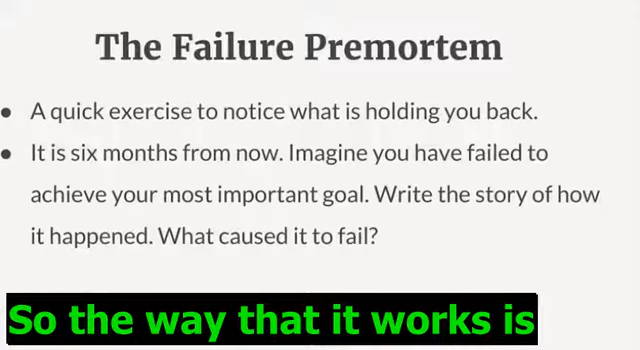 The Failure Premortem
● A quick exercise to notice what is holding you back.
● It is six months from now. Imagine you have failed to
achieve your most important goal. Write the story of how
it happened. What caused it to fail?
So the way that it works is